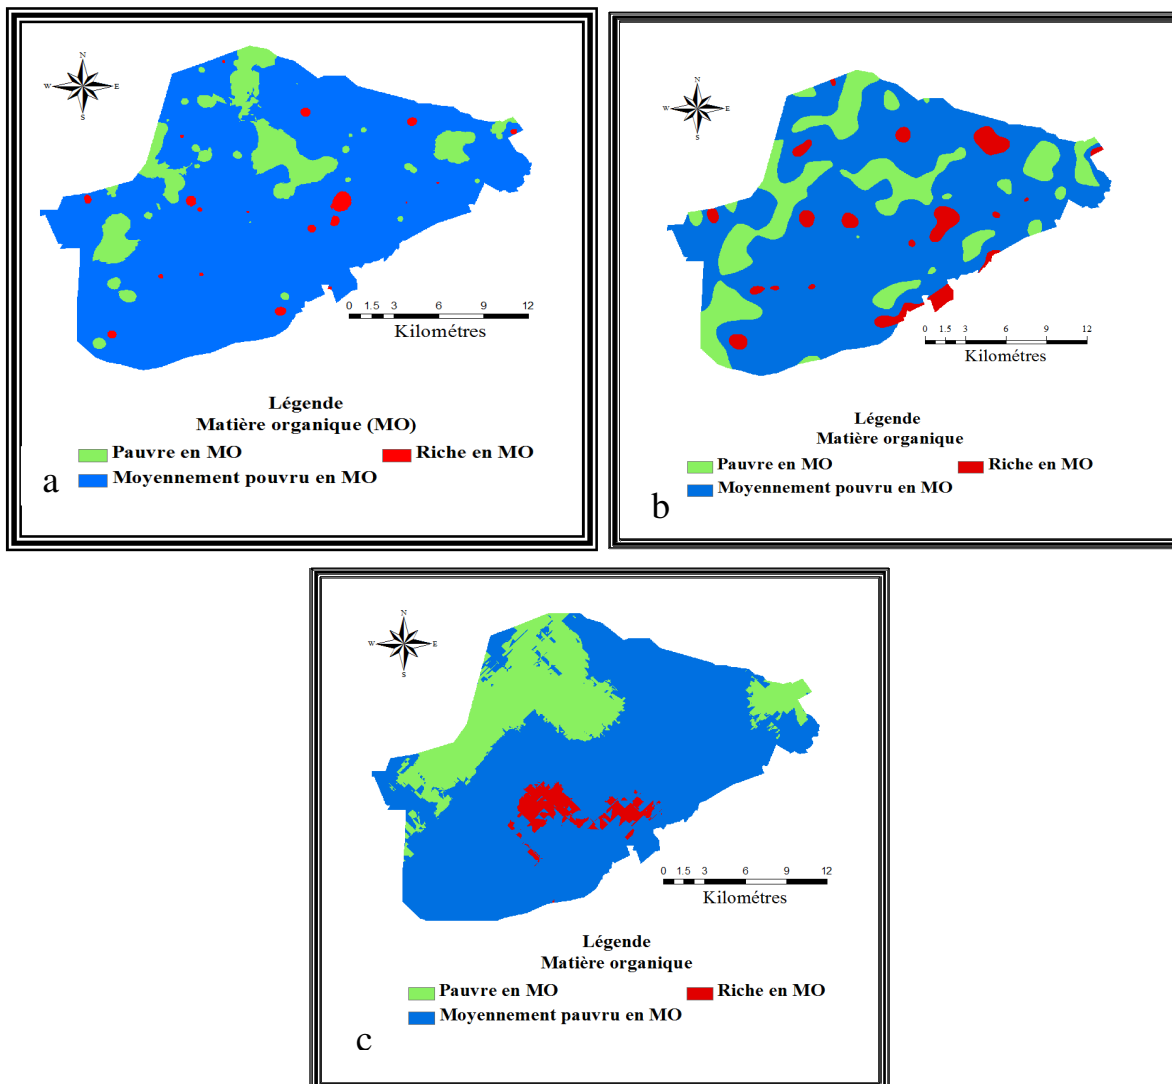 N
W E
S
0 1.5 3 6 9 12
Kilométres
Légende
Matière organique (MO)
Pauvre en MO Riche en MO
Moyennement pouvru en MO
a
N
W E
S
0 1.5 3 6 9 12
Kilométres
Légende
Matière organique
Pauvre en MO Riche en MO
Moyennement pouvru en MO
b
N
W E
S
0 1.5 3 6 9 12
Kilométres
Légende
Matière organique
Pauvre en MO Riche en MO
Moyennement pauvru en MO
c